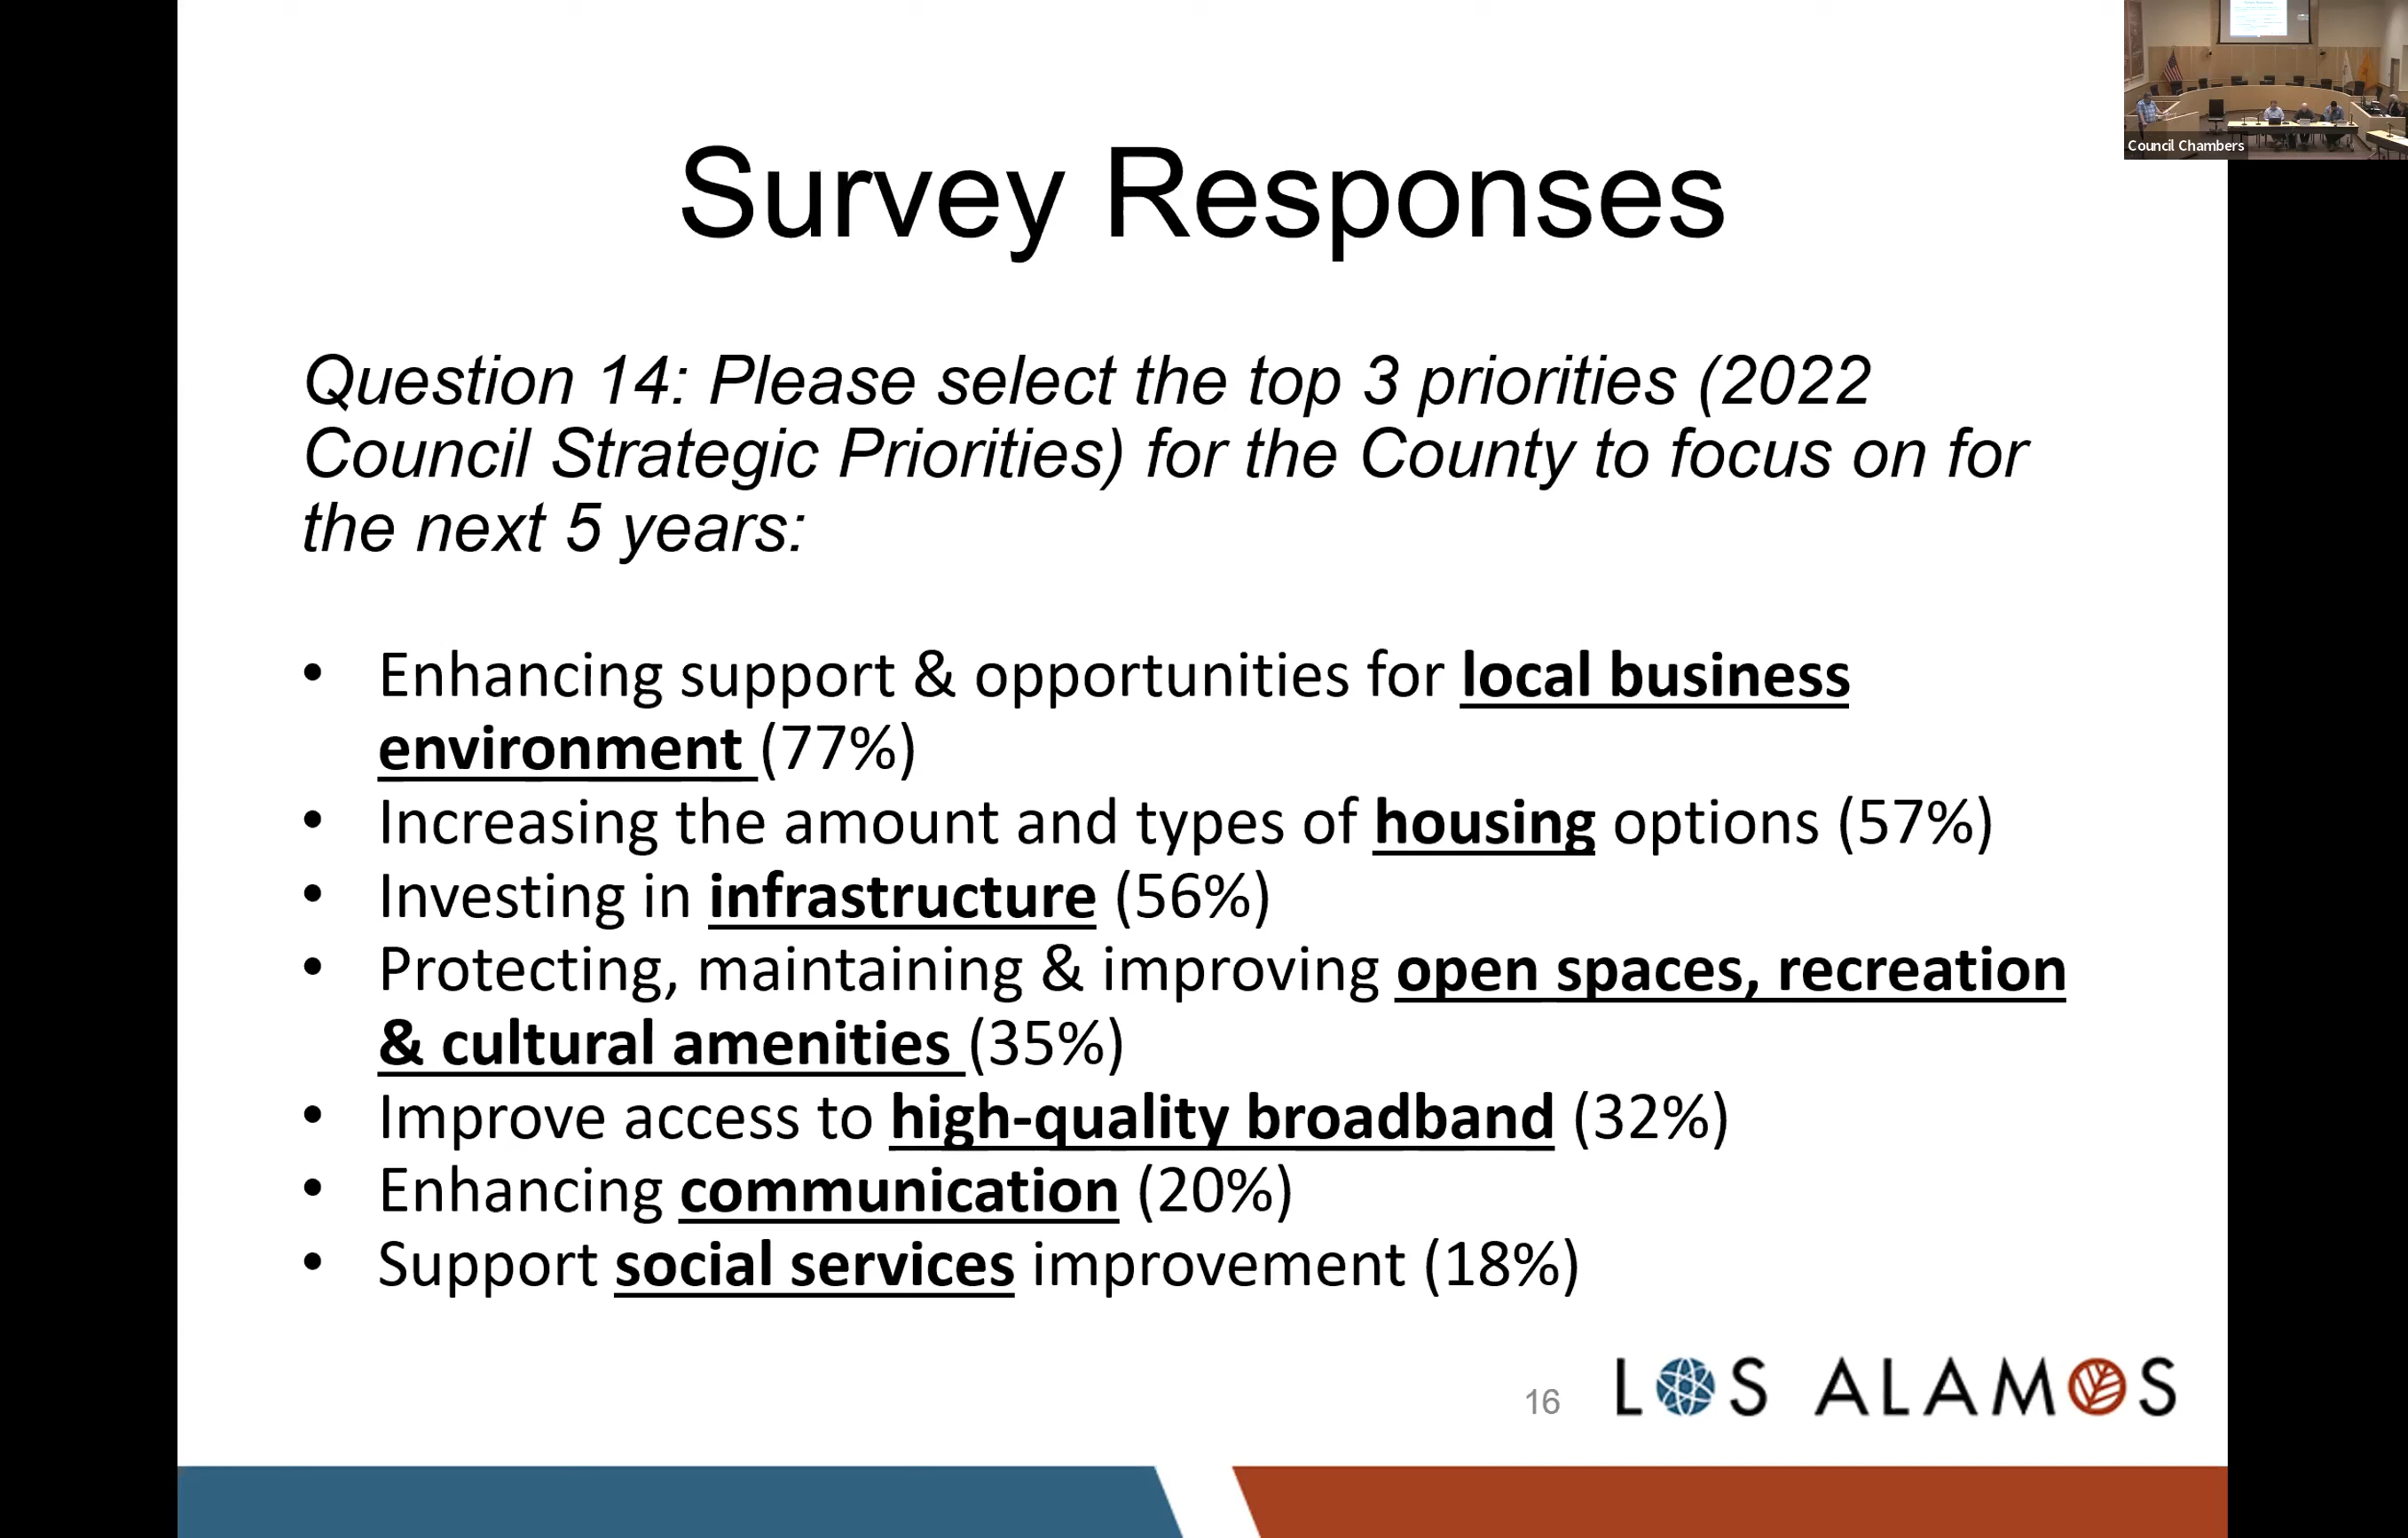 Council Chambers
Survey Responses
Question 14: Please select the top 3 priorities (2022
Council Strategic Priorities) for the County to focus on for
the next 5 years:
• Enhancing support & opportunities for local business
environment (77%)
• Increasing the amount and types of housing options (57%)
• Investing in infrastructure (56%)
• Protecting, maintaining & improving open spaces, recreation
& cultural amenities (35%)
• Improve access to high-quality broadband (32%)
• Enhancing communication (20%)
• Support social services improvement (18%)
16
LOS ALAMOS